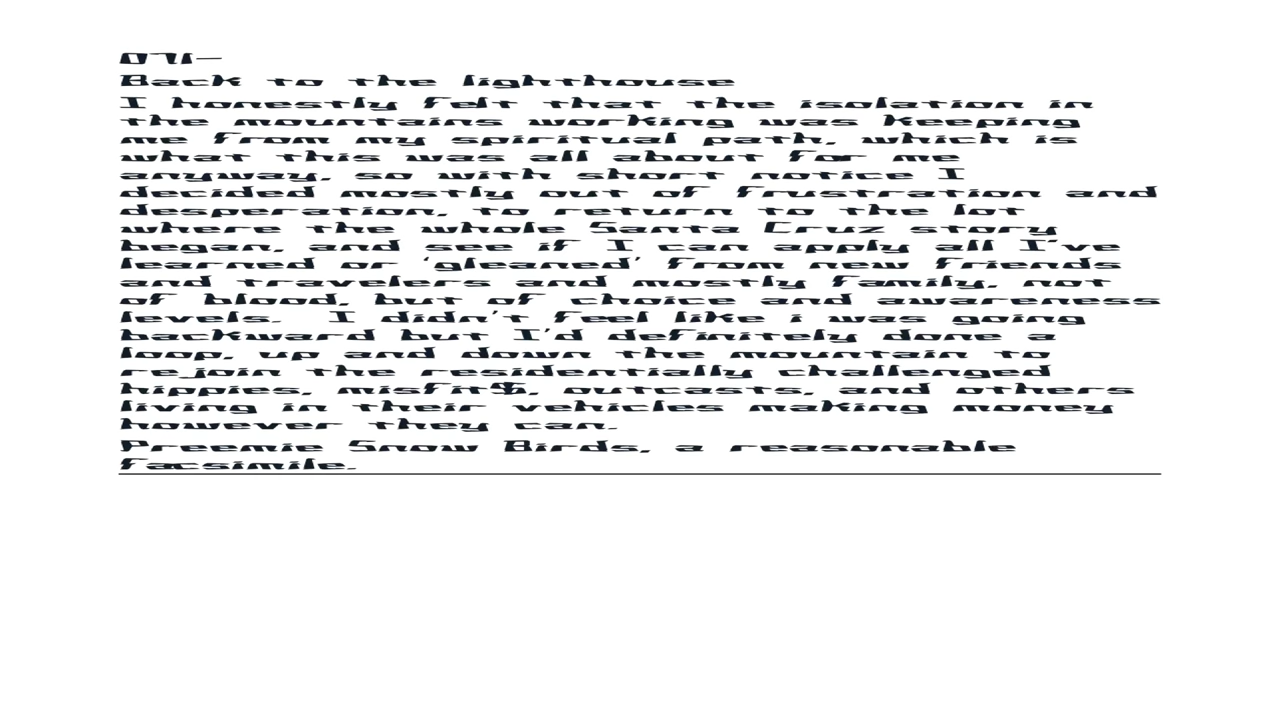 Back to the lighthouse
I honestly felt that the isolation in
the mountains working was keeping
me from my spiritual path, which is
what this was all about for me
anyway, so with short notice I
decided mostly out of frustration and
desperation, to return to the lot
where the whole Santa Cruz story
began, and see if I can apply all I've
learned or 'gleaned' from new friends
and travelers and mostly family, not
of blood, but of choice and awareness
levels.  I didn't feel like i was going
backward but I'd definitely done a
loop, up and down the mountain to
rejoin the residentially challenged
hippies, outcasts, and others
living in their vehicles making money
however they can.
Preemie Snow Birds, a reasonable
facsimile.